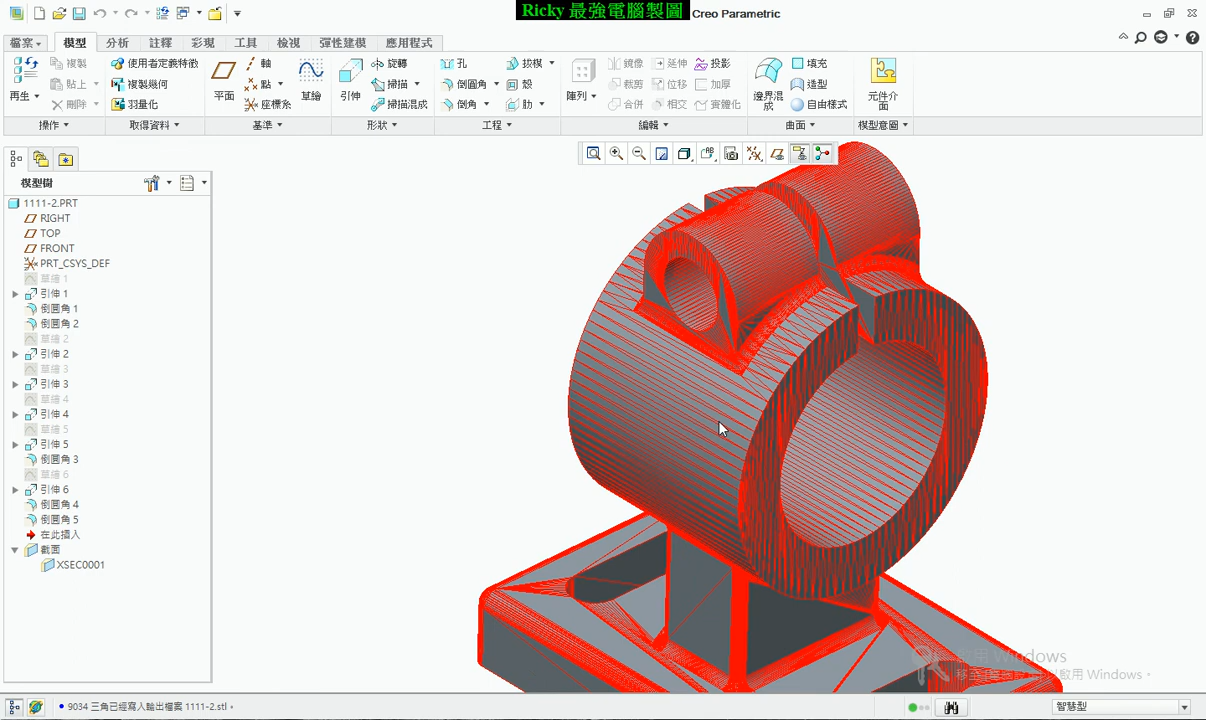 Ricky 最強電腦製圖 Creo Parametric
檔案 模型 分析 註釋 彩現 工具 檢視 彈性建模 應用程式
再生 複製 貼上 刪除
使用者定義特徵 複製幾何 羽量化
平面 軸 點 座標系 草繪
引伸 旋轉 掃描 掃描混成
孔 倒圓角 倒角 拔模 殼 肋
陣列 鏡像 裁剪 合併 延伸 位移 相交 投影 加厚 實體化
邊界混成 填充 造型 自由樣式
元件介面
操作 取得資料 基準 形狀 工程 編輯 曲面 模型意圖
模型樹
1111-2.PRT
RIGHT
TOP
FRONT
PRT_CSYS_DEF
草繪 1
引伸 1
倒圓角 1
倒圓角 2
草繪 2
引伸 2
草繪 3
引伸 3
草繪 4
引伸 4
草繪 5
引伸 5
倒圓角 3
草繪 6
引伸 6
倒圓角 4
倒圓角 5
在此插入
截面
XSEC0001
啟用 Windows
以啟用 Windows。
9034 三角已經寫入輸出檔案 1111-2.stl。
智慧型